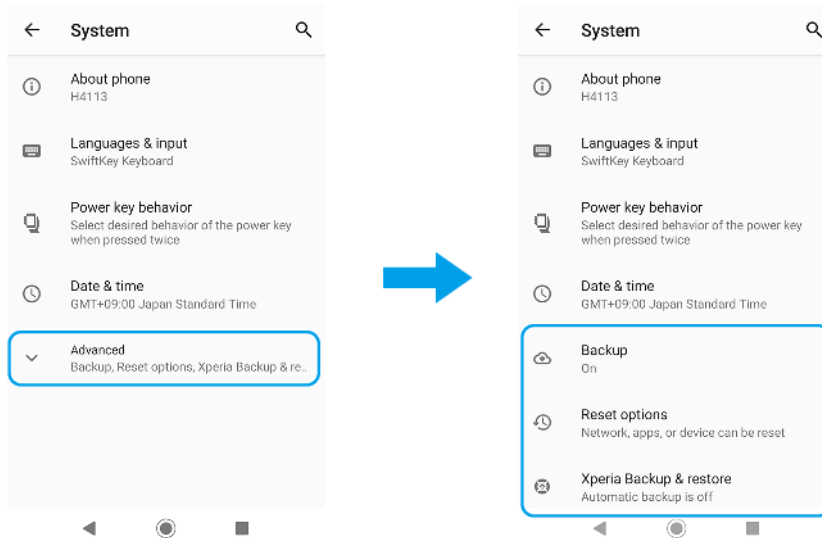 System
About phone
H4113
Languages & input
SwiftKey Keyboard
Power key behavior
Select desired behavior of the power key
when pressed twice
Date & time
GMT+09:00 Japan Standard Time
Advanced
Backup, Reset options, Xperia Backup & re..
System
About phone
H4113
Languages & input
SwiftKey Keyboard
Power key behavior
Select desired behavior of the power key
when pressed twice
Date & time
GMT+09:00 Japan Standard Time
Backup
On
Reset options
Network, apps, or device can be reset
Xperia Backup & restore
Automatic backup is off